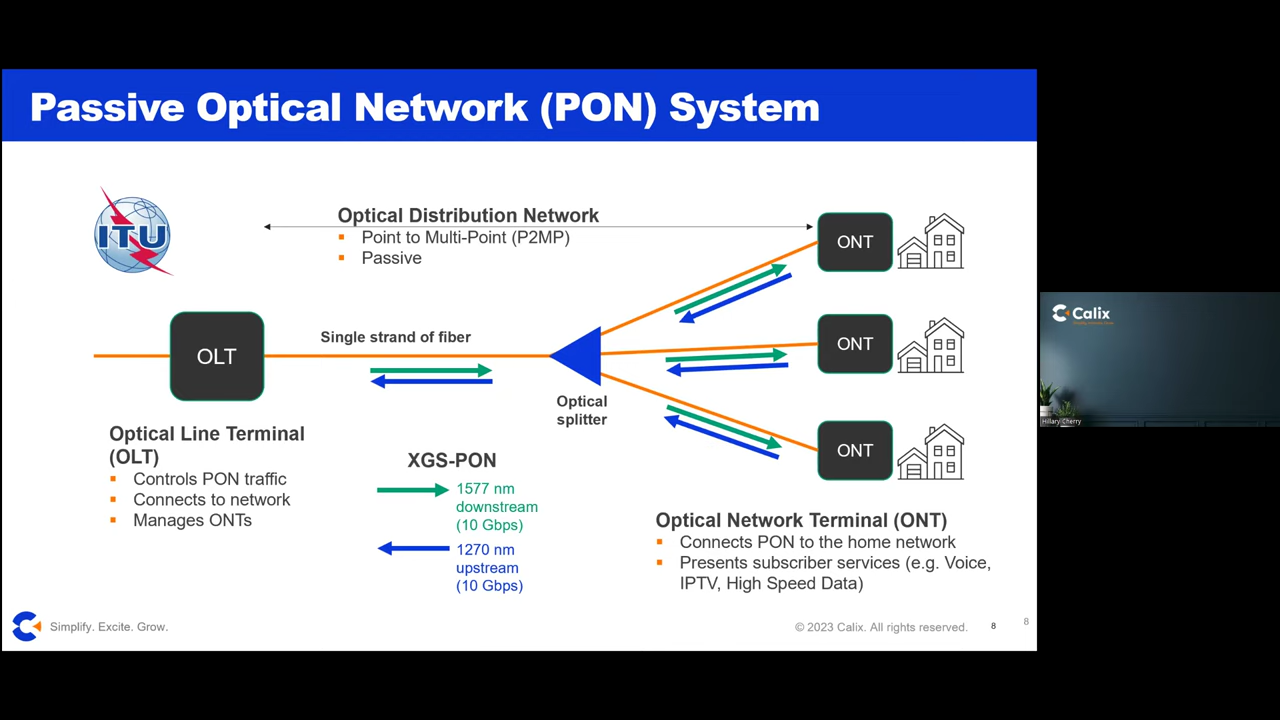 Passive Optical Network (PON) System
ITU
Optical Distribution Network
▪ Point to Multi-Point (P2MP)
▪ Passive
ONT
OLT
Single strand of fiber
ONT
Optical
splitter
ONT
Optical Line Terminal
(OLT)
▪ Controls PON traffic
▪ Connects to network
▪ Manages ONTs
XGS-PON
1577 nm
downstream
(10 Gbps)
1270 nm
upstream
(10 Gbps)
Optical Network Terminal (ONT)
▪ Connects PON to the home network
▪ Presents subscriber services (e.g. Voice,
IPTV, High Speed Data)
Simplify. Excite. Grow.
© 2023 Calix. All rights reserved.
8
8
Calix
Hillary Cherry